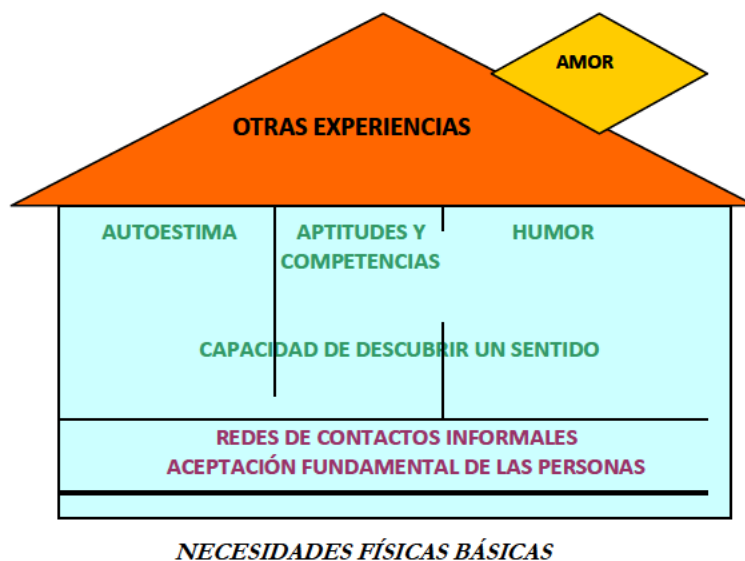 AMOR
OTRAS EXPERIENCIAS
AUTOESTIMA
APTITUDES Y
COMPETENCIAS
HUMOR
CAPACIDAD DE DESCUBRIR UN SENTIDO
REDES DE CONTACTOS INFORMALES
ACEPTACIÓN FUNDAMENTAL DE LAS PERSONAS
NECESIDADES FÍSICAS BÁSICAS